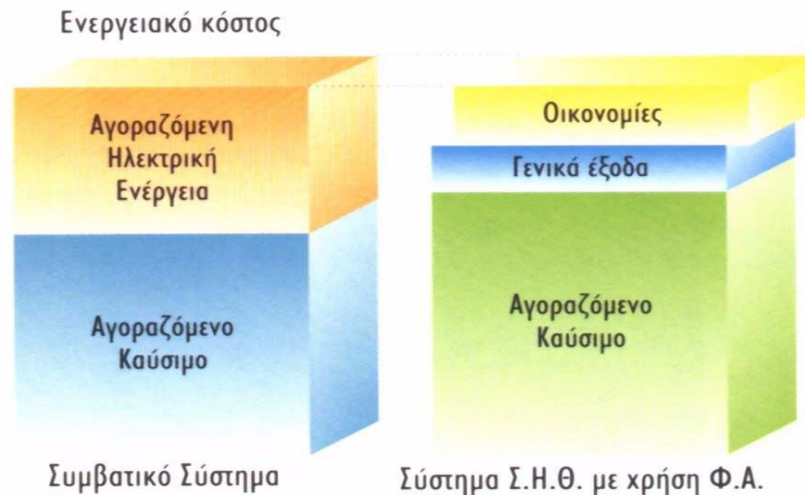 Ενεργειακό κόστος
Αγοραζόμενη
Ηλεκτρική
Ενέργεια
Αγοραζόμενο
Καύσιμο
Συμβατικό Σύστημα
Οικονομίες
Γενικά έξοδα
Αγοραζόμενο
Καύσιμο
Σύστημα Σ.Η.Θ. με χρήση Φ.Α.